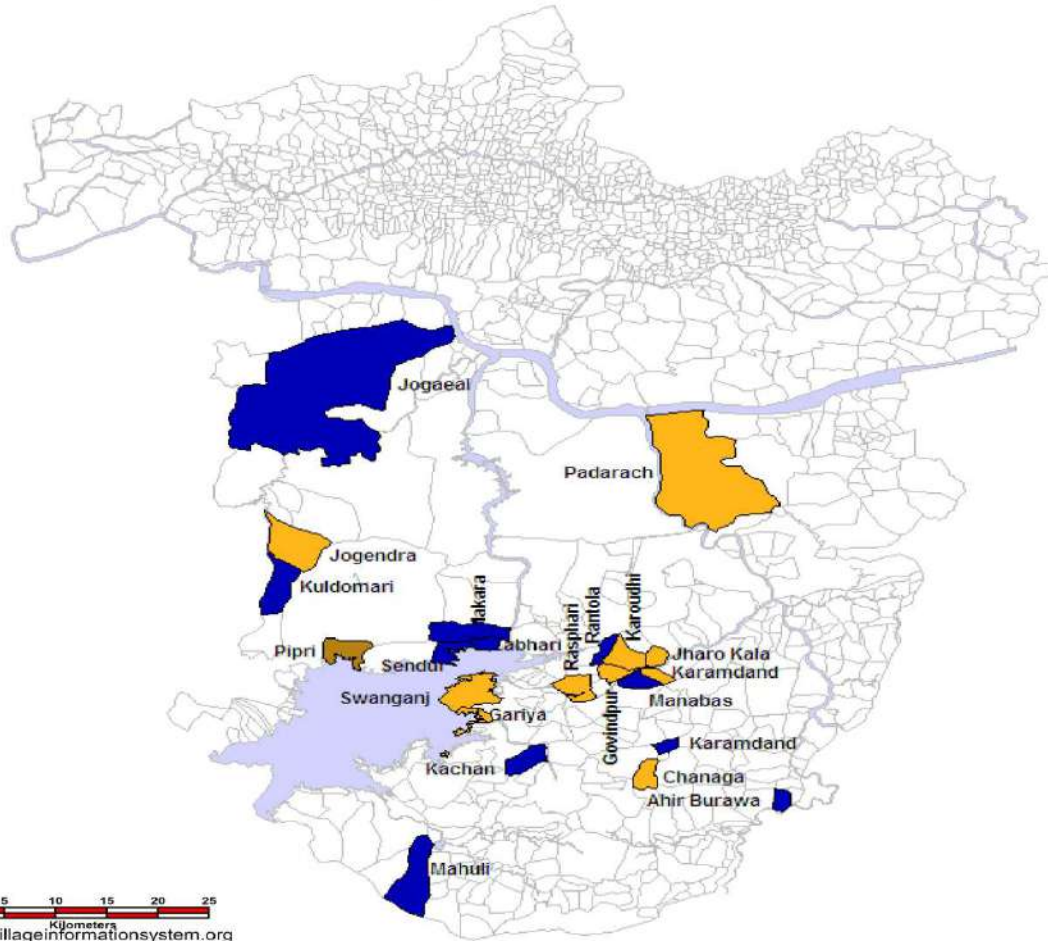 Jogaeal
Padarach
Jogendra
Kuldomari
Makara
Rasphari
Rantola
Karoudhi
Pipri
Zabhari
Sendur
Jharo Kala
Karamdand
Swanganj
Gariya
Manabas
Govindpur
Kachan
Karamdand
Chanaga
Ahir Burawa
Mahuli
5 10 15 20 25
Kilometers
illageinformationsystem.org